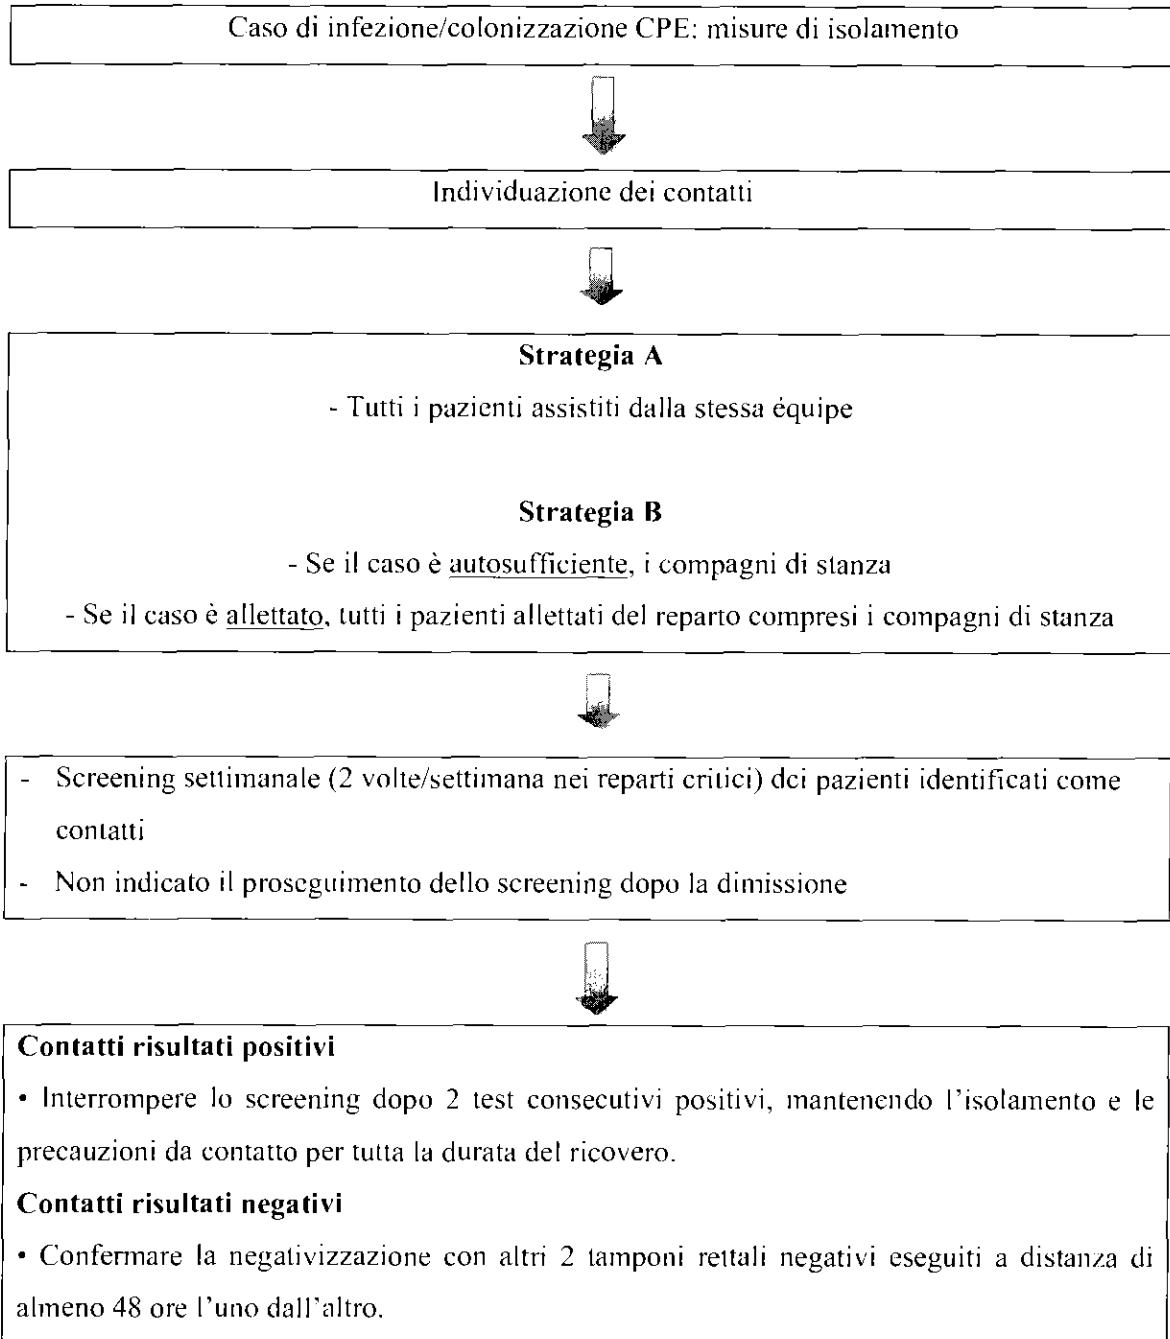 Caso di infezione/colonizzazione CPE: misure di isolamento
Individuazione dei contatti
Strategia A
- Tutti i pazienti assistiti dalla stessa équipe
Strategia B
- Se il caso è autosufficiente, i compagni di stanza
- Se il caso è allettato, tutti i pazienti allettati del reparto compresi i compagni di stanza
- Screening settimanale (2 volte/settimana nei reparti critici) dei pazienti identificati come
contatti
- Non indicato il proseguimento dello screening dopo la dimissione
Contatti risultati positivi
• Interrompere lo screening dopo 2 test consecutivi positivi, mantenendo l'isolamento e le
precauzioni da contatto per tutta la durata del ricovero.
Contatti risultati negativi
• Confermare la negativizzazione con altri 2 tamponi rettali negativi eseguiti a distanza di
almeno 48 ore l'uno dall'altro.